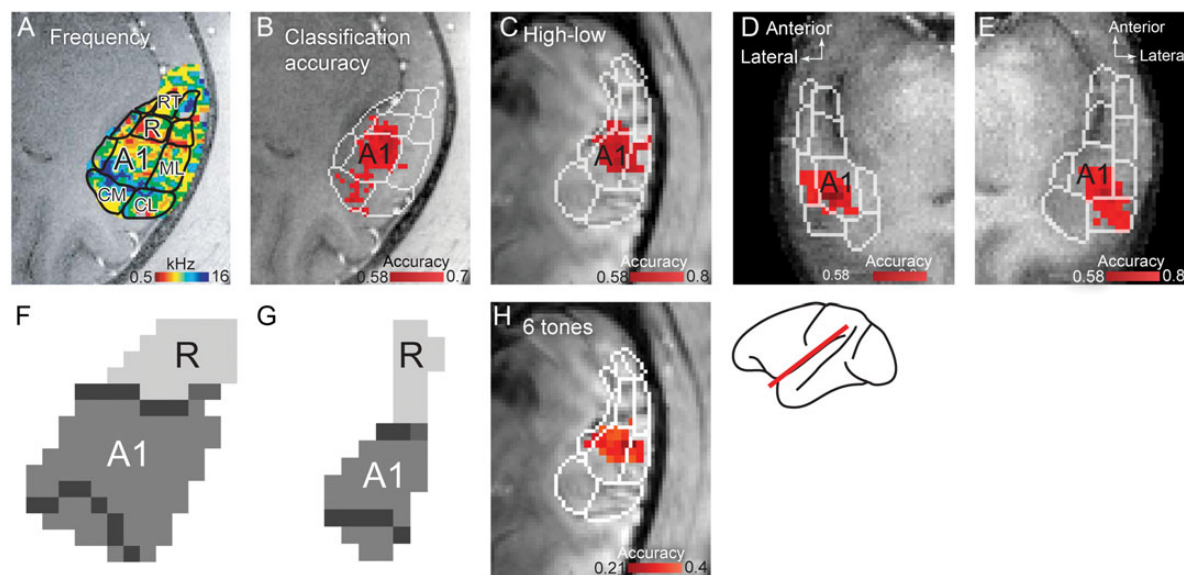 A
Frequency
RT
R
A1
ML
CM
CL
kHz
0.5
16
B
Classification
accuracy
A1
Accuracy
0.58
0.7
C
High-low
A1
Accuracy
0.58
0.8
D
Anterior
Lateral
A1
Accuracy
0.58
E
Anterior
Lateral
A1
Accuracy
0.58
0.8
F
R
A1
G
R
A1
H
6 tones
Accuracy
0.21
0.4